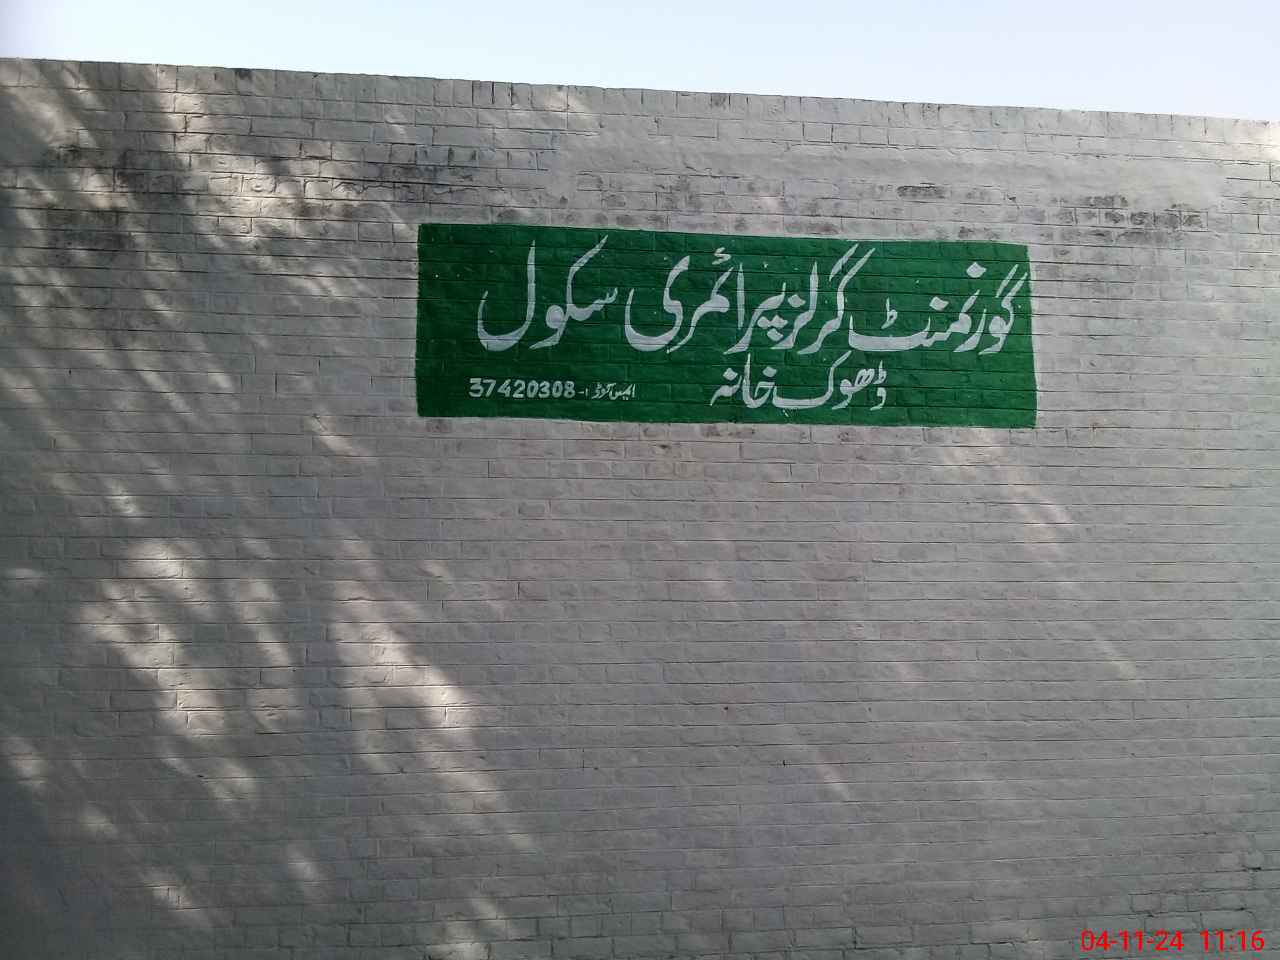 گورنمنٹ گرلز پرائمری سکول
ڈھوک خانہ
ایمس کوڈ :- 37420308
04-11-24 11:16